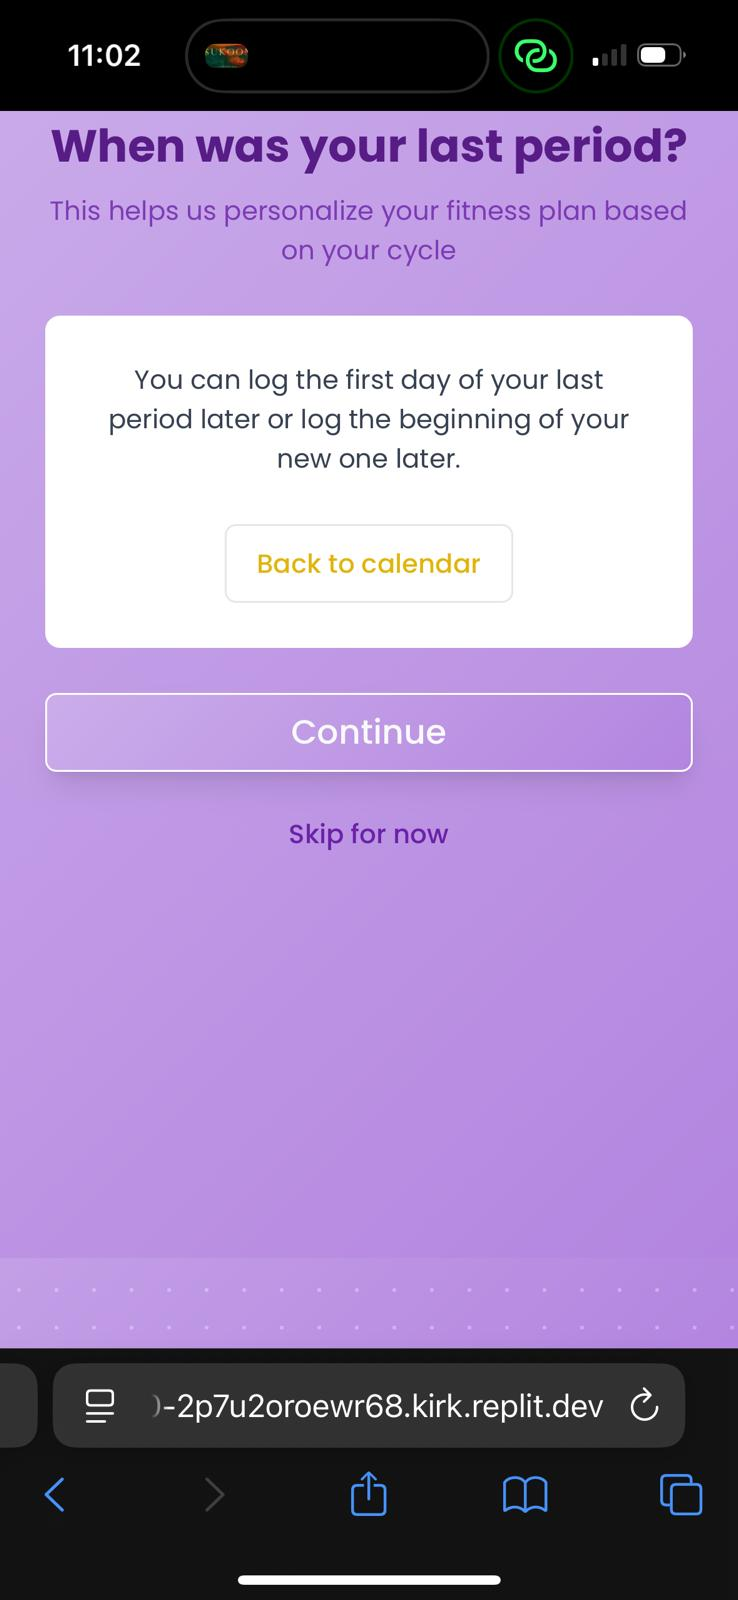 11:02
SUKOON
When was your last period?
This helps us personalize your fitness plan based
on your cycle
You can log the first day of your last
period later or log the beginning of your
new one later.
Back to calendar
Continue
Skip for now
-2p7u2oroewr68.kirk.replit.dev